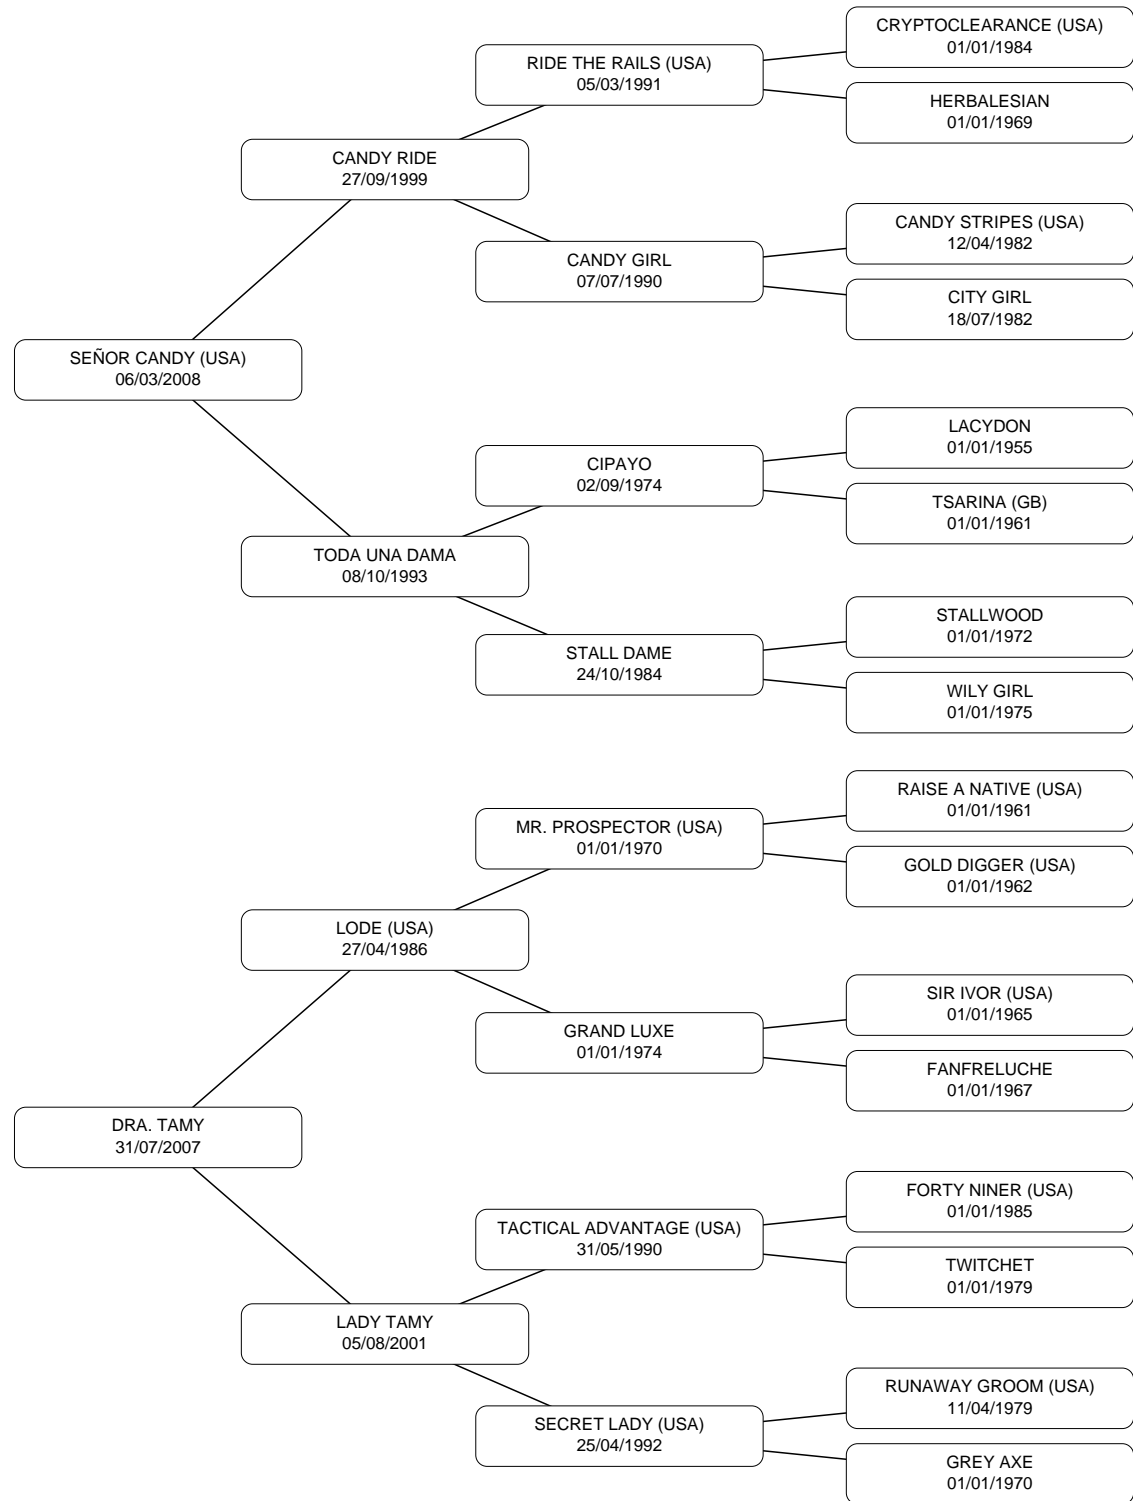 CRYPTOCLEARANCE (USA)
01/01/1984
RIDE THE RAILS (USA)
05/03/1991
HERBALESIAN
01/01/1969
CANDY RIDE
27/09/1999
CANDY STRIPES (USA)
12/04/1982
CANDY GIRL
07/07/1990
CITY GIRL
18/07/1982
SEÑOR CANDY (USA)
06/03/2008
LACYDON
01/01/1955
CIPAYO
02/09/1974
TSARINA (GB)
01/01/1961
TODA UNA DAMA
08/10/1993
STALLWOOD
01/01/1972
STALL DAME
24/10/1984
WILY GIRL
01/01/1975
RAISE A NATIVE (USA)
01/01/1961
MR. PROSPECTOR (USA)
01/01/1970
GOLD DIGGER (USA)
01/01/1962
LODE (USA)
27/04/1986
SIR IVOR (USA)
01/01/1965
GRAND LUXE
01/01/1974
FANFRELUCHE
01/01/1967
DRA. TAMY
31/07/2007
FORTY NINER (USA)
01/01/1985
TACTICAL ADVANTAGE (USA)
31/05/1990
TWITCHET
01/01/1979
LADY TAMY
05/08/2001
RUNAWAY GROOM (USA)
11/04/1979
SECRET LADY (USA)
25/04/1992
GREY AXE
01/01/1970